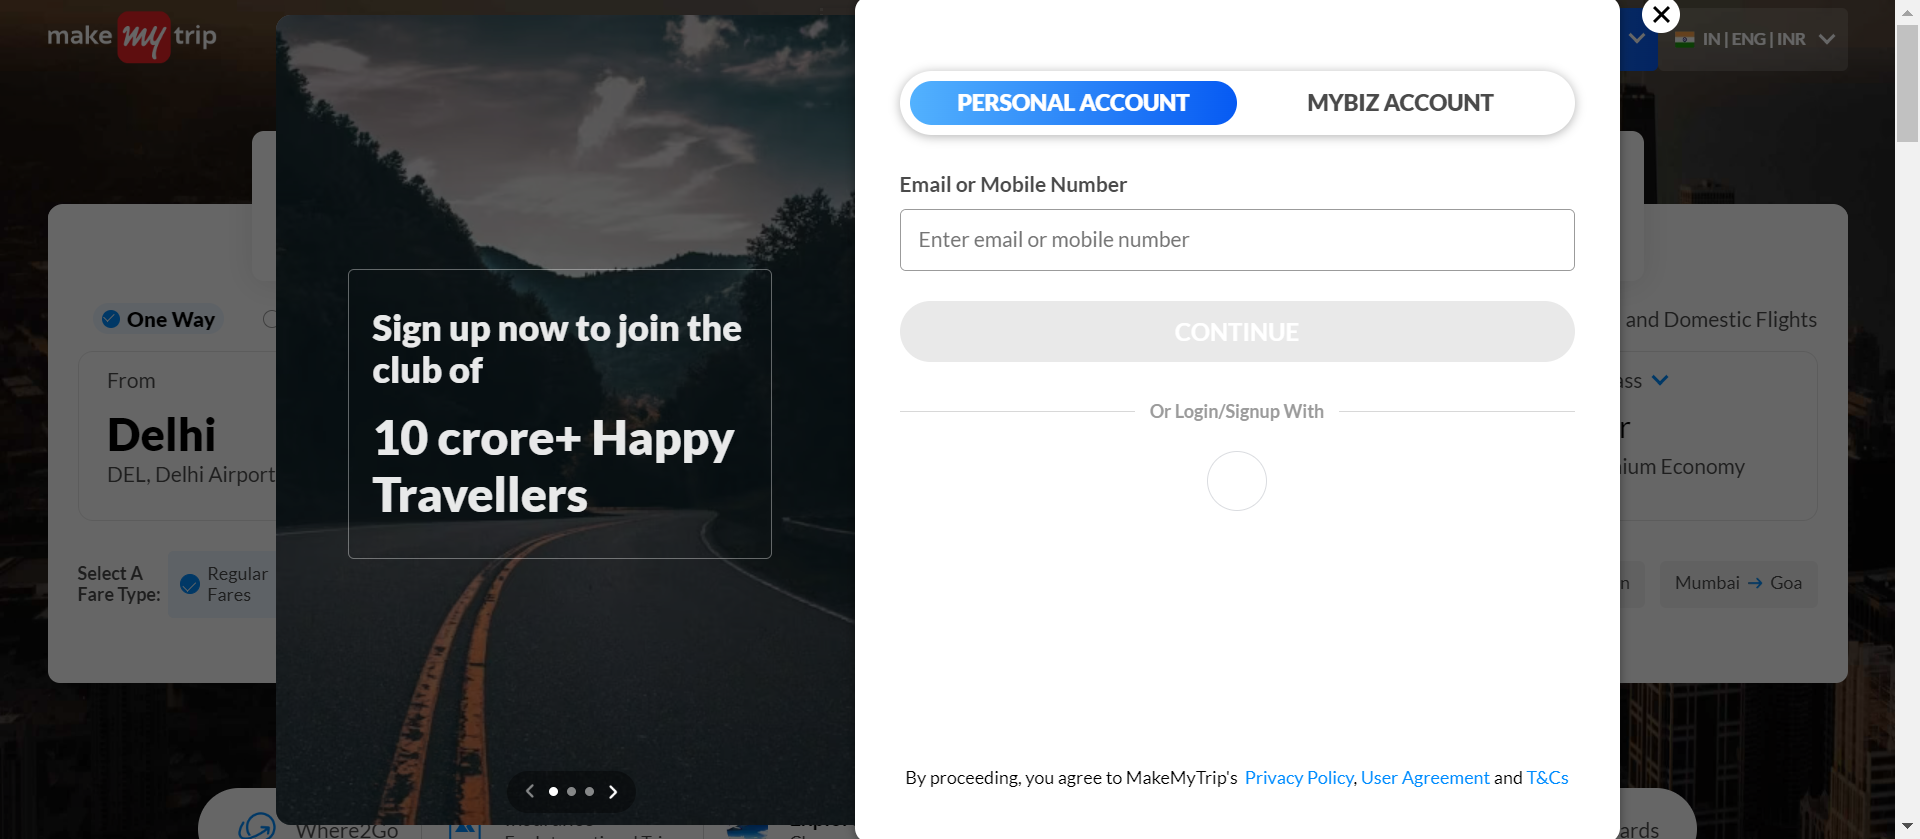 make my trip
IN | ENG | INR
PERSONAL ACCOUNT
MYBIZ ACCOUNT
Email or Mobile Number
Enter email or mobile number
CONTINUE
Or Login/Signup With
By proceeding, you agree to MakeMyTrip's Privacy Policy, User Agreement and T&Cs
Sign up now to join the
club of
10 crore+ Happy
Travellers
One Way
and Domestic Flights
From
Delhi
DEL, Delhi Airport
Economy
Select A
Fare Type:
Regular
Fares
Mumbai → Goa
Where2Go